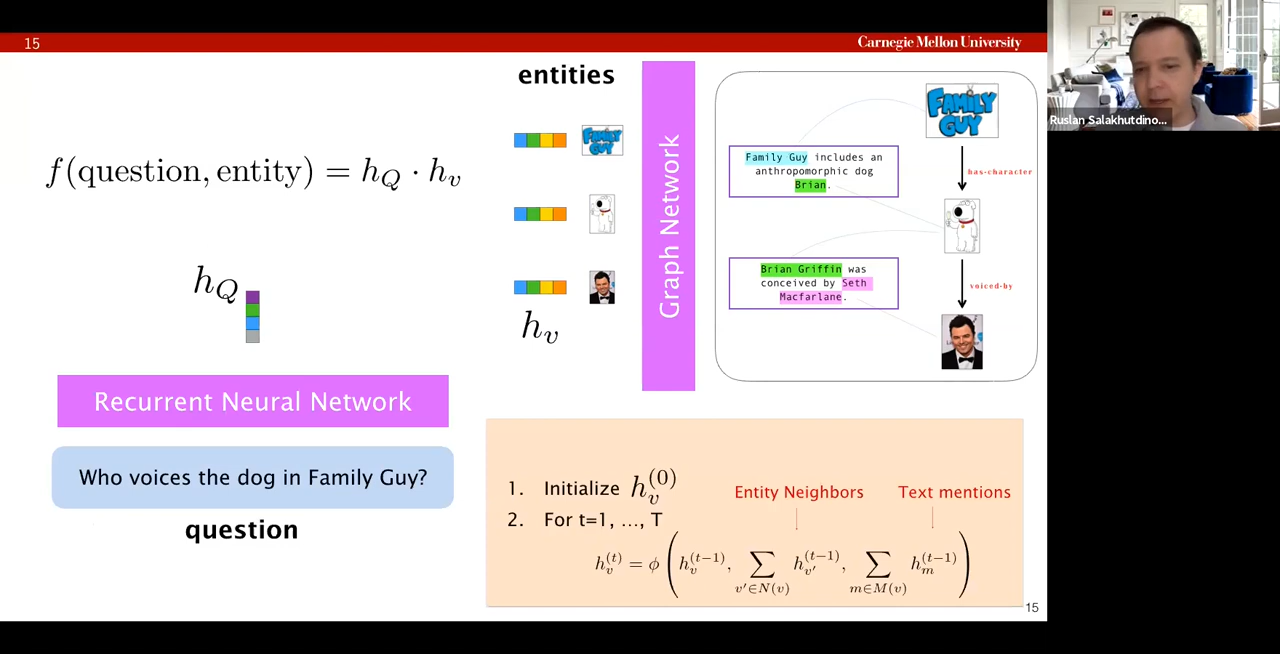 15
Carnegie Mellon University
entities
f(question, entity) = h_Q · h_v
h_Q
h_v
Recurrent Neural Network
Who voices the dog in Family Guy?
question
Graph Network
FAMILY
GUY
FAMILY
GUY
has-character
Family Guy includes an
anthropomorphic dog
Brian.
Brian Griffin was
conceived by Seth
Macfarlane.
voiced-by
1. Initialize h_v^(0)
2. For t=1, ..., T
Entity Neighbors
Text mentions
h_v^(t) = ϕ ( h_v^(t-1), ∑_{v'∈N(v)} h_{v'}^(t-1), ∑_{m∈M(v)} h_m^(t-1) )
15
Ruslan Salakhutdino...